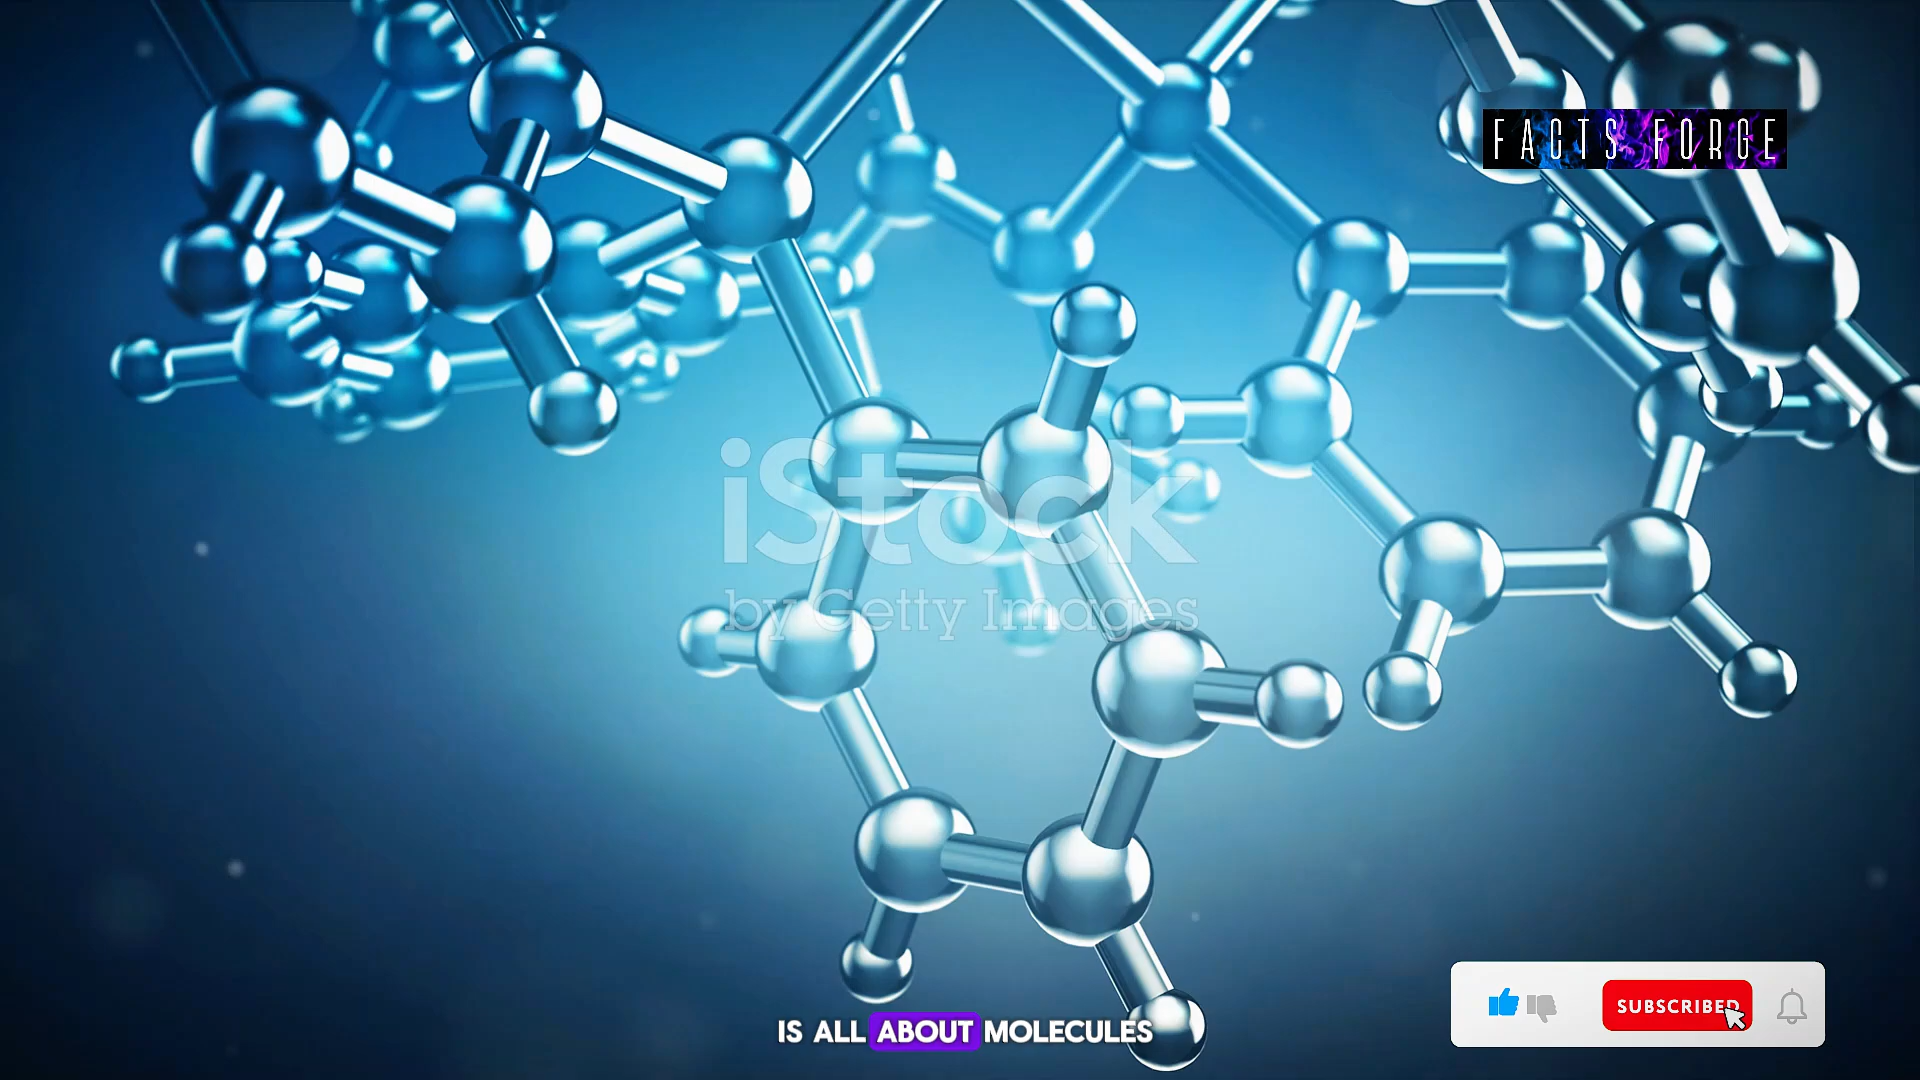 FACTS FORGE
iStock
by Getty Images
SUBSCRIBED
IS ALL ABOUT MOLECULES